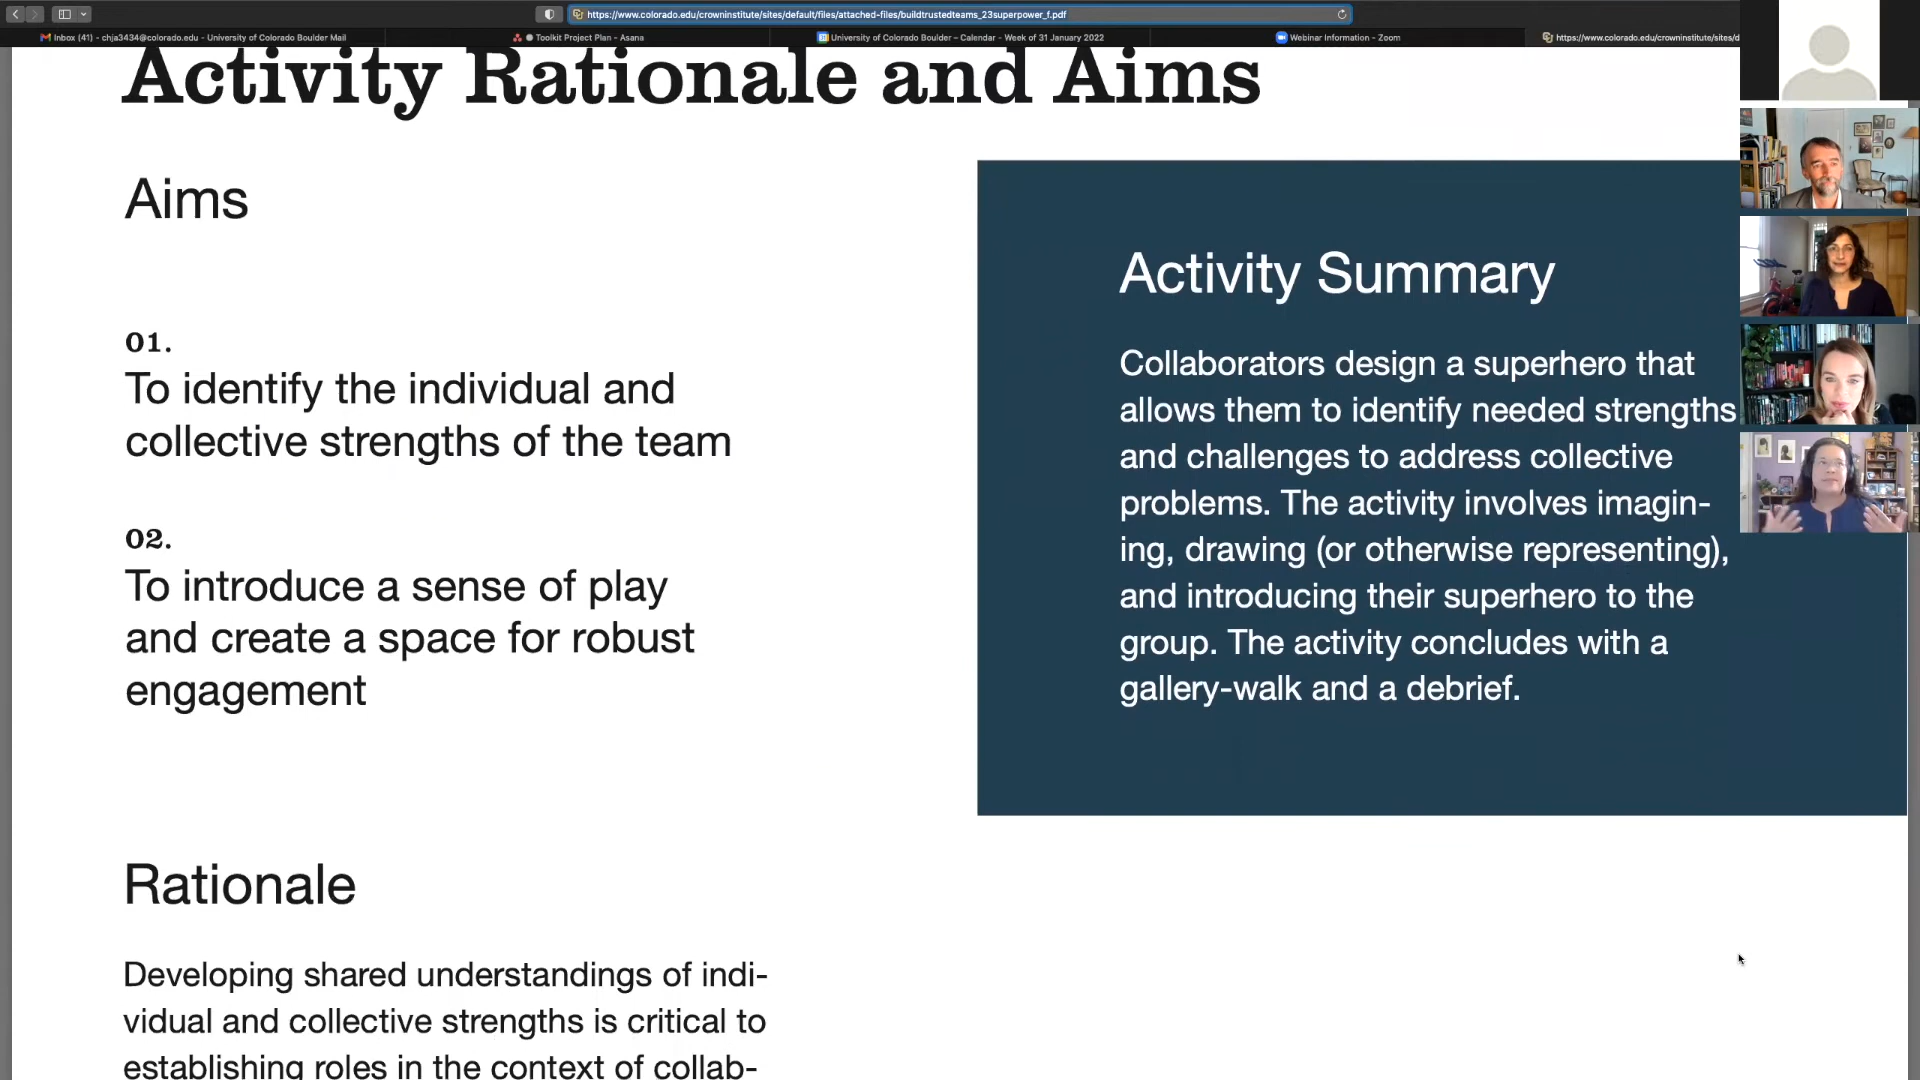 https://www.colorado.edu/crowninstitute/sites/default/files/attached-files/buildtrustedteams_23superpower_f.pdf
Inbox (41) - chja3434@colorado.edu - University of Colorado Boulder Mail
Toolkit Project Plan - Asana
University of Colorado Boulder – Calendar - Week of 31 January 2022
Webinar Information - Zoom
https://www.colorado.edu/crowninstitute/sites/d
Activity Rationale and Aims
Aims
01.
To identify the individual and
collective strengths of the team
02.
To introduce a sense of play
and create a space for robust
engagement
Activity Summary
Collaborators design a superhero that
allows them to identify needed strengths
and challenges to address collective
problems. The activity involves imagin-
ing, drawing (or otherwise representing),
and introducing their superhero to the
group. The activity concludes with a
gallery-walk and a debrief.
Rationale
Developing shared understandings of indi-
vidual and collective strengths is critical to
establishing roles in the context of collab-